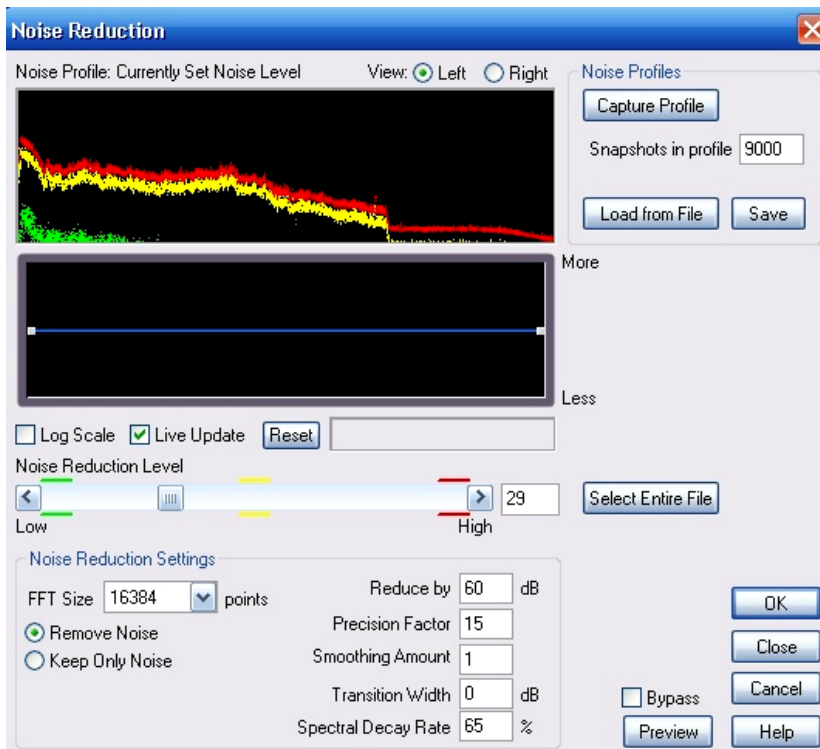 Noise Reduction
Noise Profile: Currently Set Noise Level View: Left Right Noise Profiles
Capture Profile
Snapshots in profile 9000
Load from File Save
More
Less
Log Scale Live Update Reset
Noise Reduction Level
29 Select Entire File
Low High
Noise Reduction Settings
FFT Size 16384 points Reduce by 60 dB
Remove Noise Precision Factor 15
Keep Only Noise Smoothing Amount 1
Transition Width 0 dB
Spectral Decay Rate 65 %
OK
Close
Bypass Cancel
Preview Help